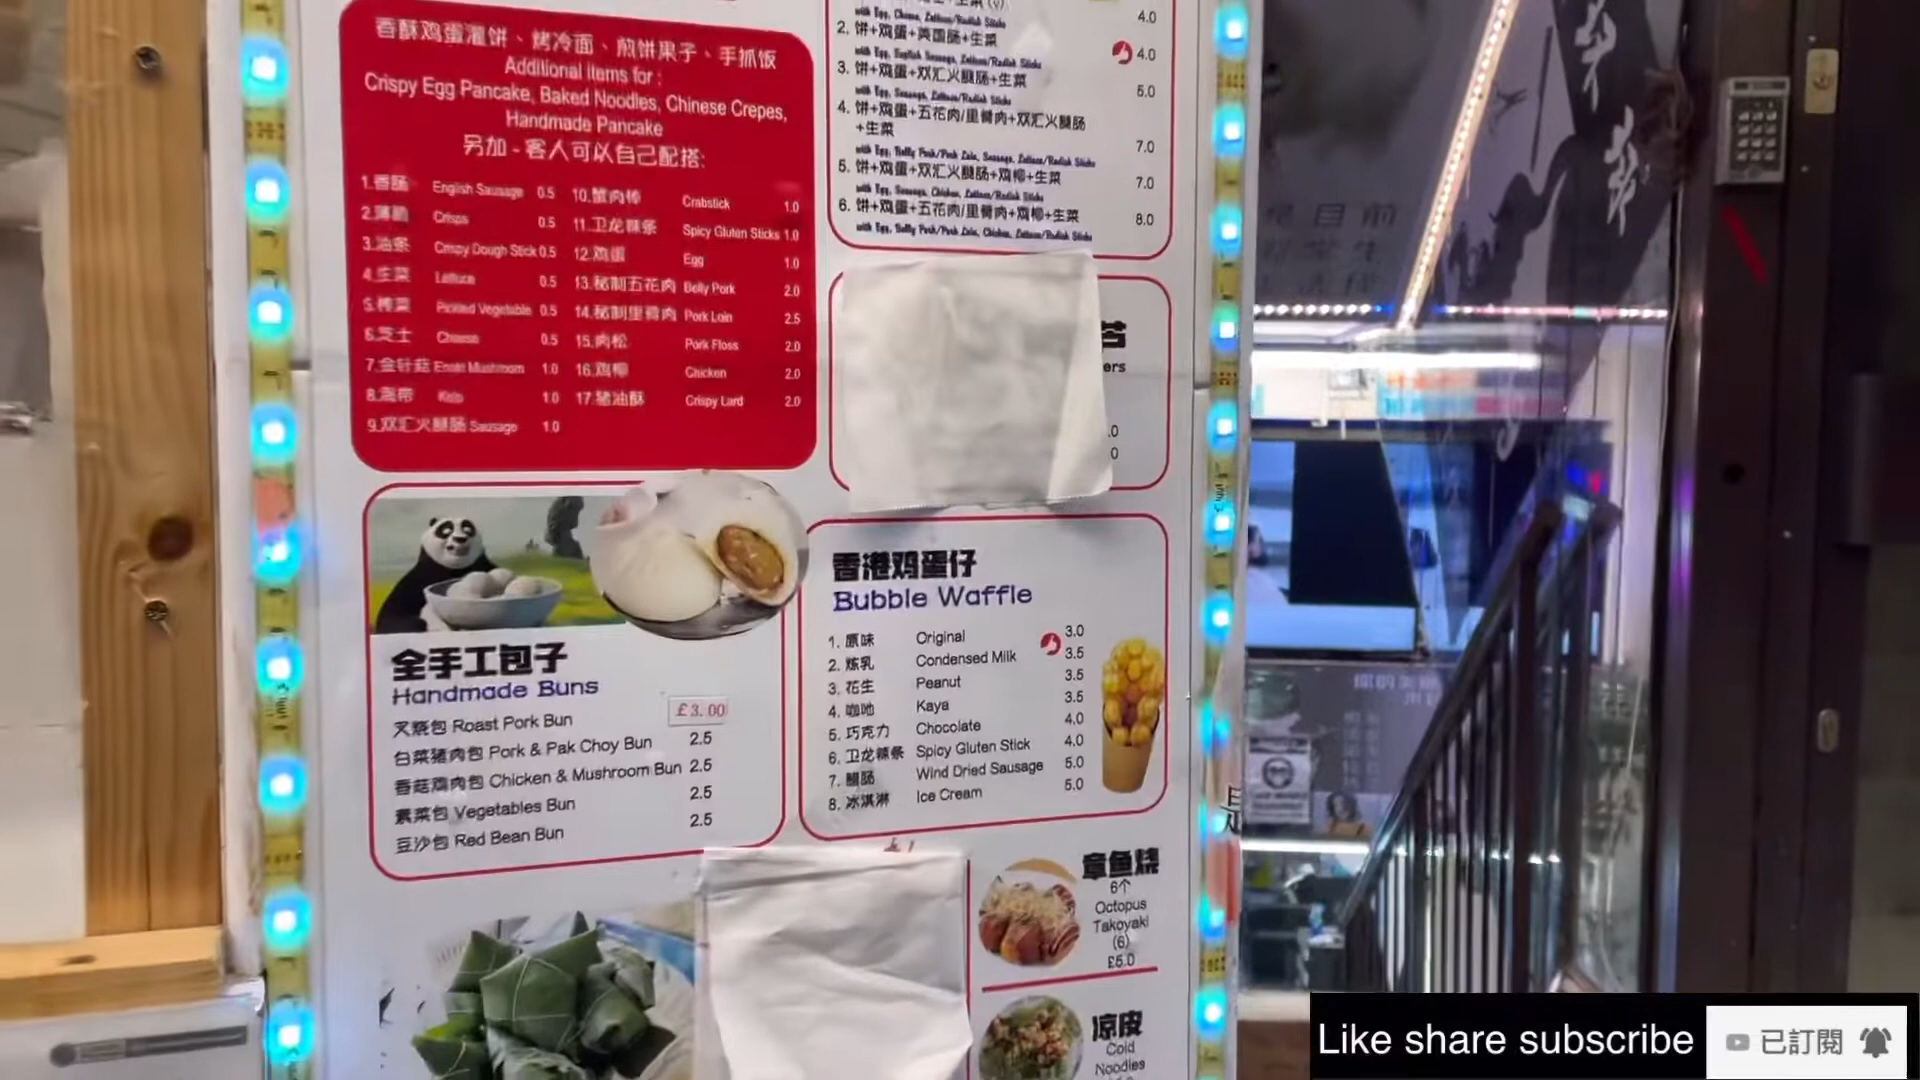 香酥鸡蛋灌饼、烤冷面、煎饼果子、手抓饭
Additional items for :
Crispy Egg Pancake, Baked Noodles, Chinese Crepes,
Handmade Pancake
另加 - 客人可以自己配搭:
1.香肠 English Sausage 0.5
2.薄脆 Crisps 0.5
3.油条 Crispy Dough Stick 0.5
4.生菜 Lettuce 0.5
5.榨菜 Pickled Vegetable 0.5
6.芝士 Cheese 0.5
7.金针菇 Enoki Mushroom 1.0
8.海带 Kelp 1.0
9.双汇火腿肠 Sausage 1.0
10.蟹肉棒 Crabstick 1.0
11.卫龙辣条 Spicy Gluten Sticks 1.0
12.鸡蛋 Egg 1.0
13.秘制五花肉 Belly Pork 2.0
14.秘制里脊肉 Pork Loin 2.5
15.肉松 Pork Floss 2.0
16.鸡柳 Chicken 2.0
17.猪油酥 Crispy Lard 2.0
4.0
with Egg, Cheese, Lettuce/Radish Sticks
2. 饼+鸡蛋+英国肠+生菜 4.0
with Egg, English Sausage, Lettuce/Radish Sticks
3. 饼+鸡蛋+双汇火腿肠+生菜 5.0
with Egg, Sausage, Lettuce/Radish Sticks
4. 饼+鸡蛋+五花肉/里脊肉+双汇火腿肠
+生菜 7.0
with Egg, Belly Pork/Pork Loin, Sausage, Lettuce/Radish Sticks
5. 饼+鸡蛋+双汇火腿肠+鸡柳+生菜 7.0
with Egg, Sausage, Chicken, Lettuce/Radish Sticks
6. 饼+鸡蛋+五花肉/里脊肉+鸡柳+生菜 8.0
with Egg, Belly Pork/Pork Loin, Chicken, Lettuce/Radish Sticks
ers
.0
.0
全手工包子
Handmade Buns
叉烧包 Roast Pork Bun £3.00
白菜猪肉包 Pork & Pak Choy Bun 2.5
香菇鸡肉包 Chicken & Mushroom Bun 2.5
素菜包 Vegetables Bun 2.5
豆沙包 Red Bean Bun 2.5
香港鸡蛋仔
Bubble Waffle
1. 原味 Original 3.0
2. 炼乳 Condensed Milk 3.5
3. 花生 Peanut 3.5
4. 咖吔 Kaya 3.5
5. 巧克力 Chocolate 4.0
6. 卫龙辣条 Spicy Gluten Stick 4.0
7. 腊肠 Wind Dried Sausage 5.0
8. 冰淇淋 Ice Cream 5.0
章鱼烧
6个
Octopus
Takoyaki
(6)
£5.0
凉皮
Cold
Noodles
Like share subscribe
已訂閱